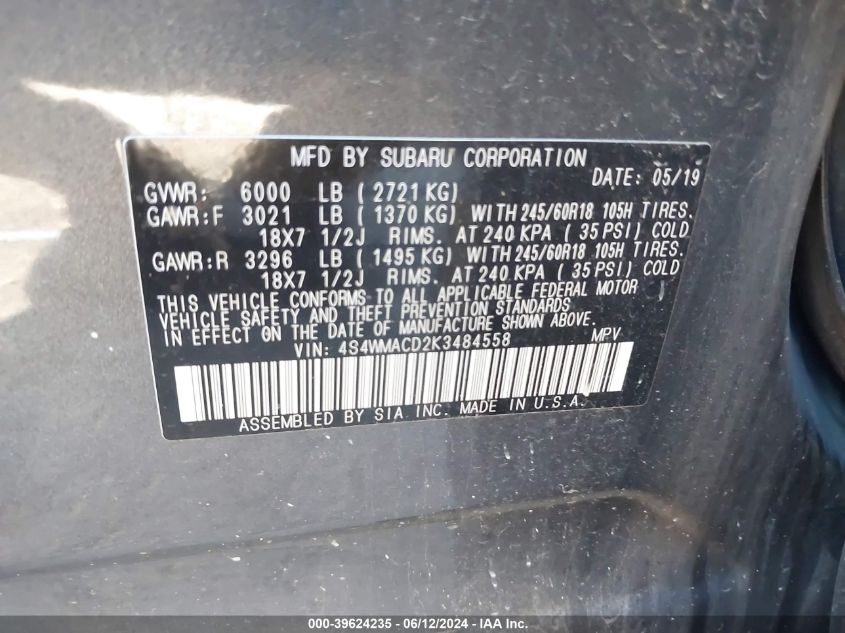 MFD BY SUBARU CORPORATION
DATE: 05/19
GVWR: 6000 LB ( 2721 KG)
GAWR:F 3021 LB ( 1370 KG) WITH 245/60R18 105H TIRES.
18X7 1/2J RIMS. AT 240 KPA ( 35 PSI) COLD
GAWR:R 3296 LB ( 1495 KG) WITH 245/60R18 105H TIRES.
18X7 1/2J RIMS. AT 240 KPA ( 35 PSI) COLD
THIS VEHICLE CONFORMS TO ALL APPLICABLE FEDERAL MOTOR
VEHICLE SAFETY AND THEFT PREVENTION STANDARDS
IN EFFECT ON THE DATE OF MANUFACTURE SHOWN ABOVE.
VIN: 4S4WMACD2K3484558 MPV
ASSEMBLED BY SIA INC. MADE IN U.S.A.
000-39624235 - 06/12/2024 - IAA Inc.